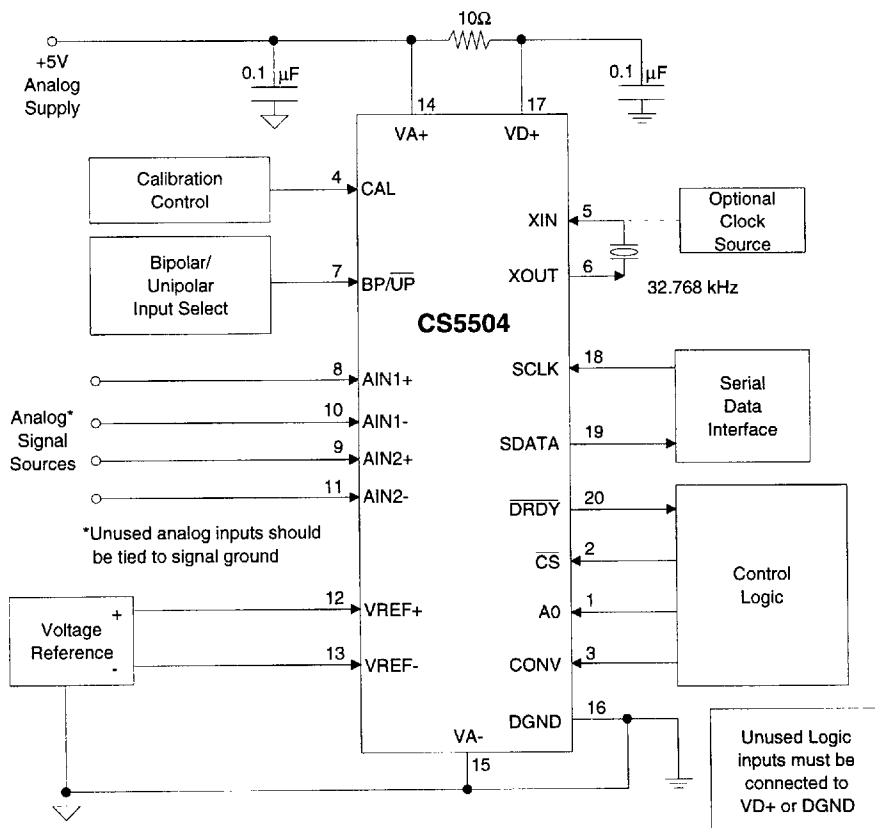 10Ω
+5V
Analog
Supply
0.1 μF
0.1 μF
14
17
VA+
VD+
Calibration
Control
4
CAL
Bipolar/
Unipolar
Input Select
7
BP/U̅P̅
XIN
5
Optional
Clock
Source
XOUT
6
32.768 kHz
CS5504
8
AIN1+
10
AIN1-
9
AIN2+
11
AIN2-
Analog*
Signal
Sources
*Unused analog inputs should
be tied to signal ground
SCLK
18
SDATA
19
Serial
Data
Interface
D̅R̅D̅Y̅
20
C̅S̅
2
A0
1
CONV
3
Control
Logic
Voltage
Reference
+
-
12
VREF+
13
VREF-
DGND
16
VA-
15
Unused Logic
inputs must be
connected to
VD+ or DGND